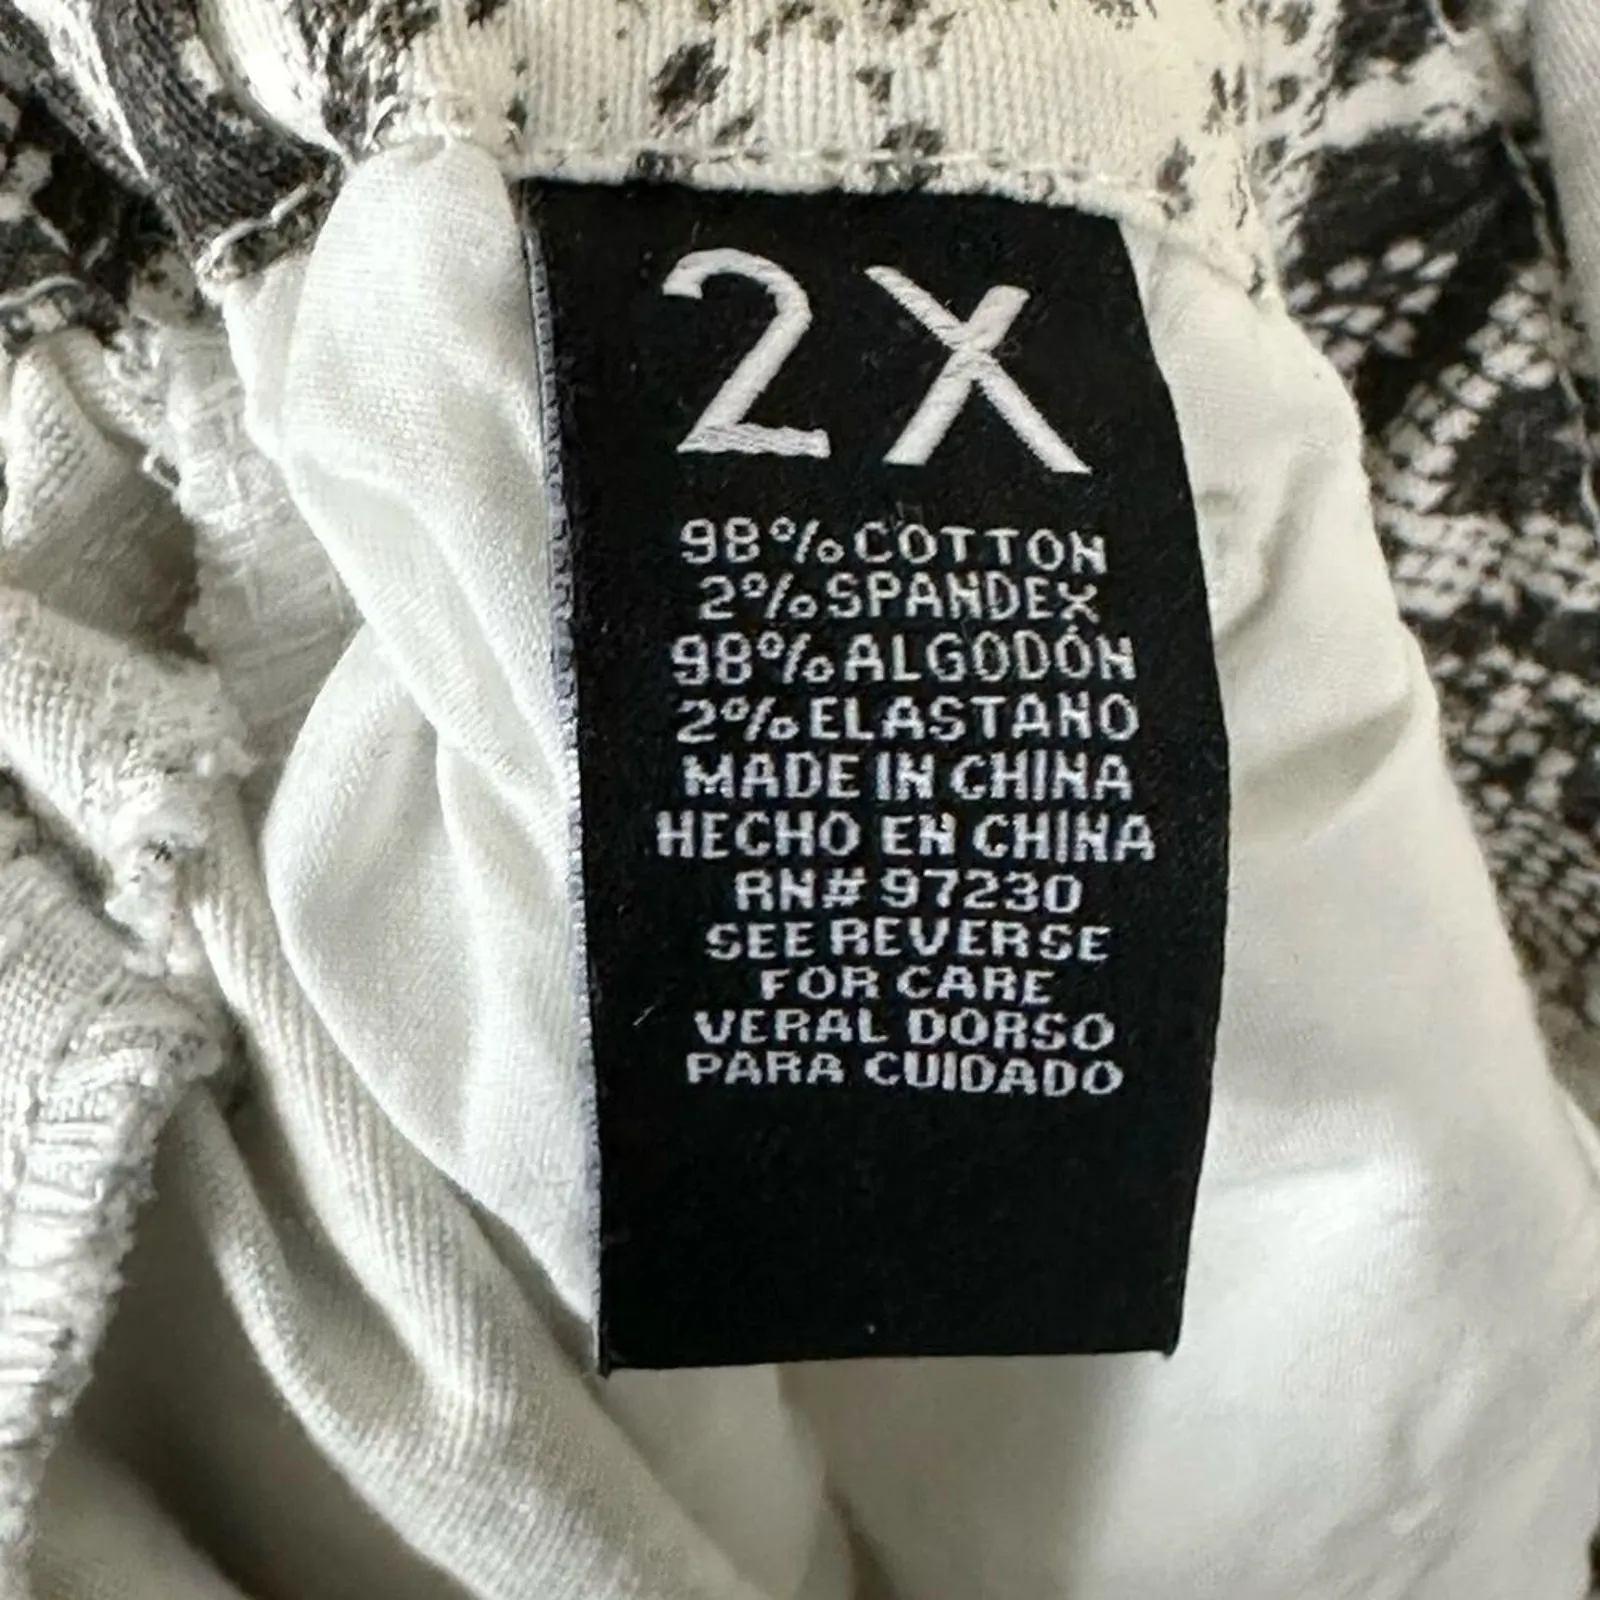 2X
98% COTTON
2% SPANDEX
98% ALGODÓN
2% ELASTANO
MADE IN CHINA
HECHO EN CHINA
RN# 97230
SEE REVERSE
FOR CARE
VERAL DORSO
PARA CUIDADO